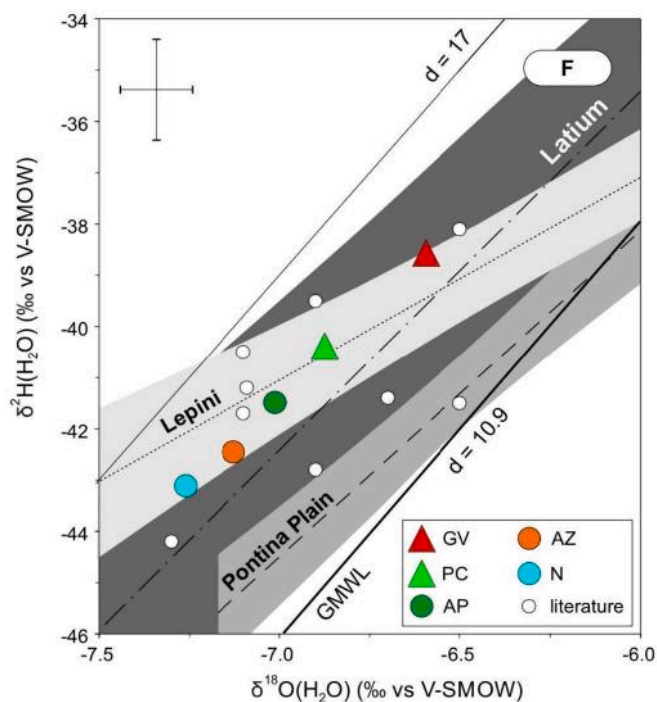 -34
-36
-38
-40
-42
-44
-46
δ²H(H₂O) (‰ vs V-SMOW)
d = 17
F
Latium
Lepini
Pontina Plain
GMWL
d = 10.9
GV
PC
AP
AZ
N
literature
-7.5
-7.0
-6.5
-6.0
δ¹⁸O(H₂O) (‰ vs V-SMOW)